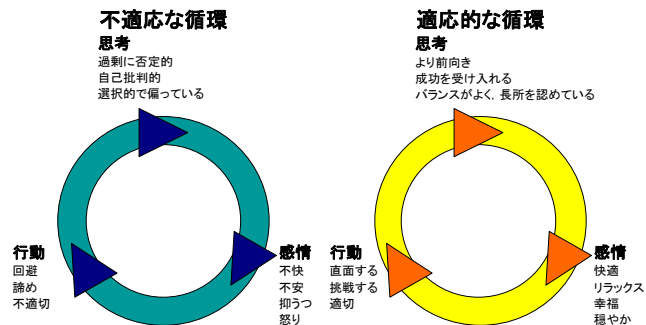 不適応な循環
思考
過剰に否定的
自己批判的
選択的で偏っている
行動
回避
諦め
不適切
感情
不快
不安
抑うつ
怒り
適応的な循環
思考
より前向き
成功を受け入れる
バランスがよく，長所を認めている
行動
直面する
挑戦する
適切
感情
快適
リラックス
幸福
穏やか